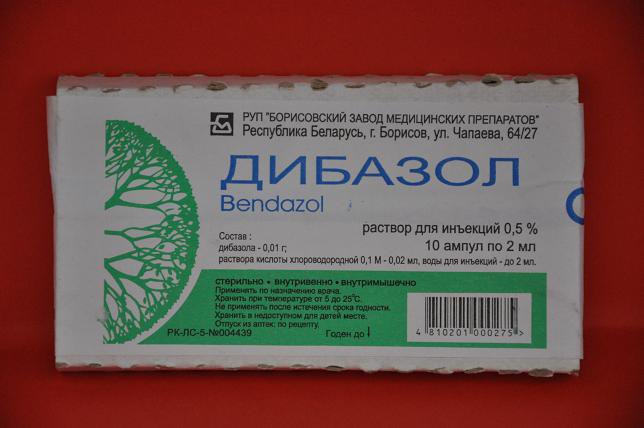 РУП "БОРИСОВСКИЙ ЗАВОД МЕДИЦИНСКИХ ПРЕПАРАТОВ"
Республика Беларусь, г. Борисов, ул. Чапаева, 64/27
ДИБАЗОЛ
Bendazol
раствор для инъекций 0,5 %
10 ампул по 2 мл
Состав :
дибазола - 0,01 г;
раствора кислоты хлороводородной 0,1 М - 0,02 мл, воды для инъекций - до 2 мл.
стерильно • внутривенно • внутримышечно
Применять по назначению врача.
Хранить при температуре от 5 до 25°С.
Не применять после истечения срока годности.
Хранить в недоступном для детей месте.
Отпуск из аптек: по рецепту.
РК-ЛС-5-№004439
Годен до
4 810201 000275 >